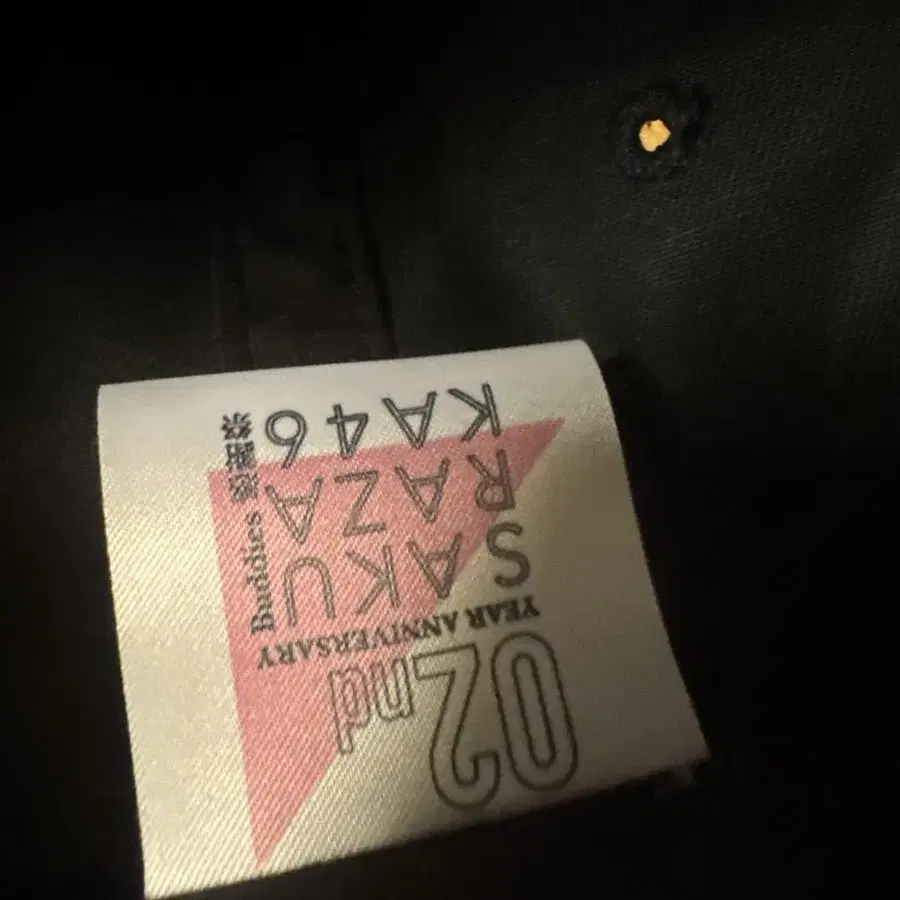 02nd
YEAR ANNIVERSARY
SAKU
RAZA
KA46
Buddies 感謝祭